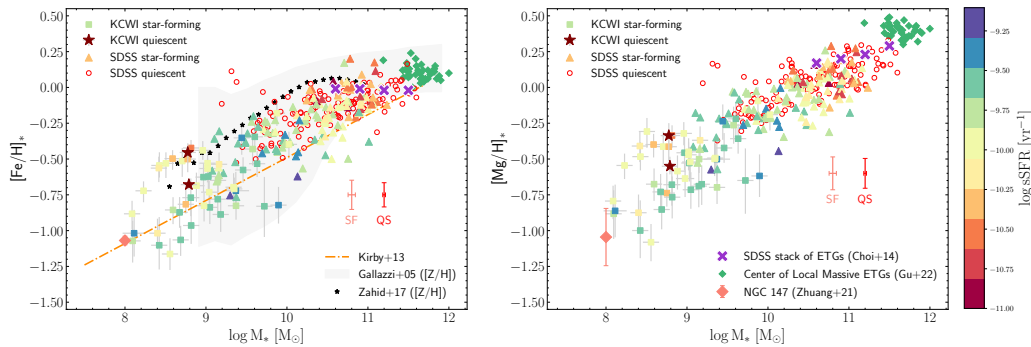 KCWI star-forming
KCWI quiescent
SDSS star-forming
SDSS quiescent
0.50
0.25
0.00
−0.25
−0.50
−0.75
−1.00
−1.25
−1.50
[Fe/H]*
SF
QS
Kirby+13
Gallazzi+05 ([Z/H])
Zahid+17 ([Z/H])
8
9
10
11
12
log M* [M⊙]
KCWI star-forming
KCWI quiescent
SDSS star-forming
SDSS quiescent
0.50
0.25
0.00
−0.25
−0.50
−0.75
−1.00
−1.25
−1.50
[Mg/H]*
SF
QS
SDSS stack of ETGs (Choi+14)
Center of Local Massive ETGs (Gu+22)
NGC 147 (Zhuang+21)
8
9
10
11
12
log M* [M⊙]
−9.25
−9.50
−9.75
−10.00
−10.25
−10.50
−10.75
−11.00
log sSFR [yr⁻¹]